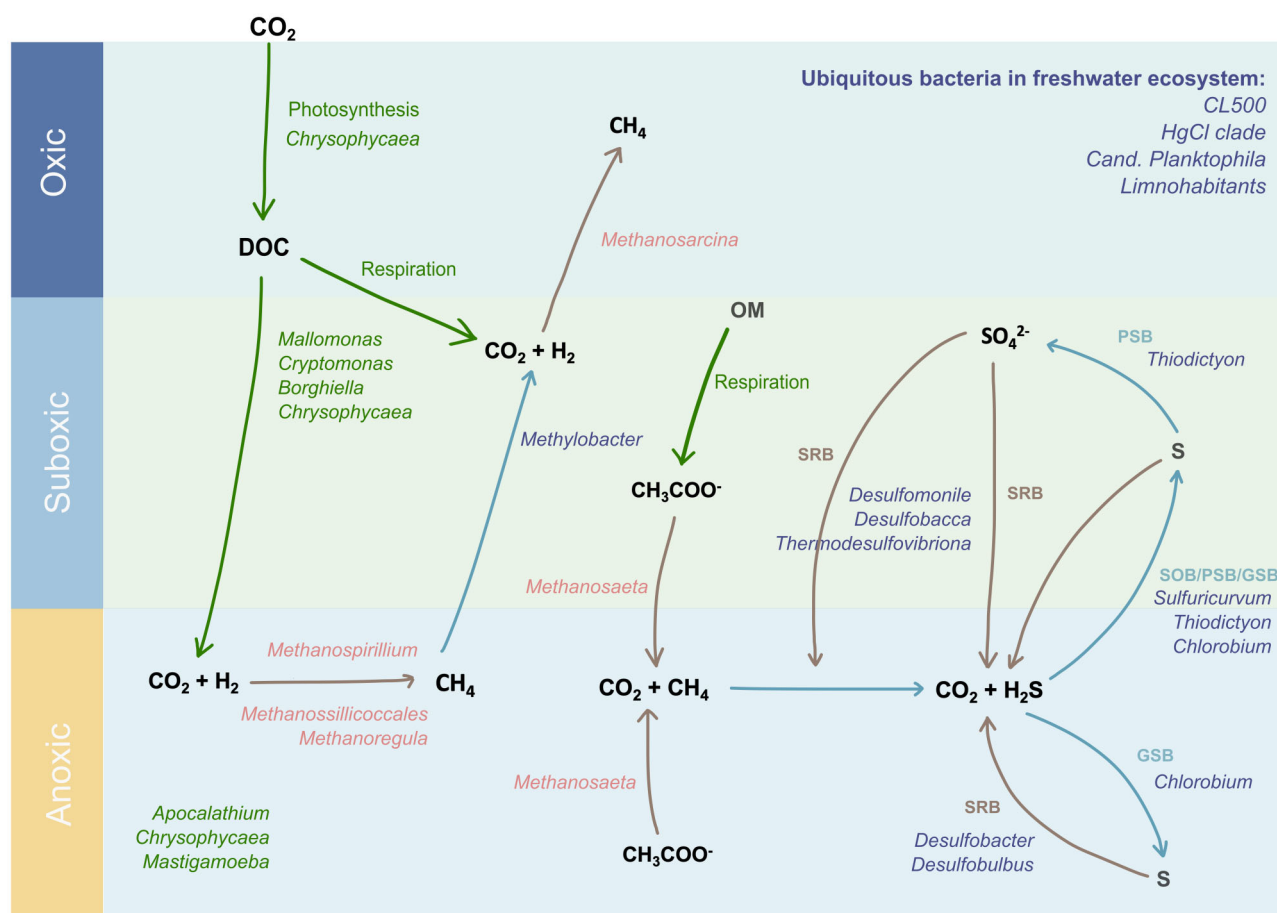 CO₂
Oxic
Photosynthesis
Chrysophycaea
Ubiquitous bacteria in freshwater ecosystem:
CL500
HgCl clade
Cand. Planktophila
Limnohabitants
CH₄
DOC
Methanosarcina
Respiration
Suboxic
Mallomonas
Cryptomonas
Borghiella
Chrysophycaea
CO₂ + H₂
OM
Respiration
SO₄²⁻
PSB
Thiodictyon
Methylobacter
SRB
S
CH₃COO⁻
Desulfomonile
Desulfobacca
Thermodesulfovibriona
SRB
Methanosaeta
SOB/PSB/GSB
Sulfuricurvum
Thiodictyon
Chlorobium
Anoxic
CO₂ + H₂
Methanospirillium
CH₄
Methanossillicoccales
Methanoregula
CO₂ + CH₄
CO₂ + H₂S
Methanosaeta
GSB
Chlorobium
SRB
Desulfobacter
Desulfobulbus
Apocalathium
Chrysophycaea
Mastigamoeba
CH₃COO⁻
S